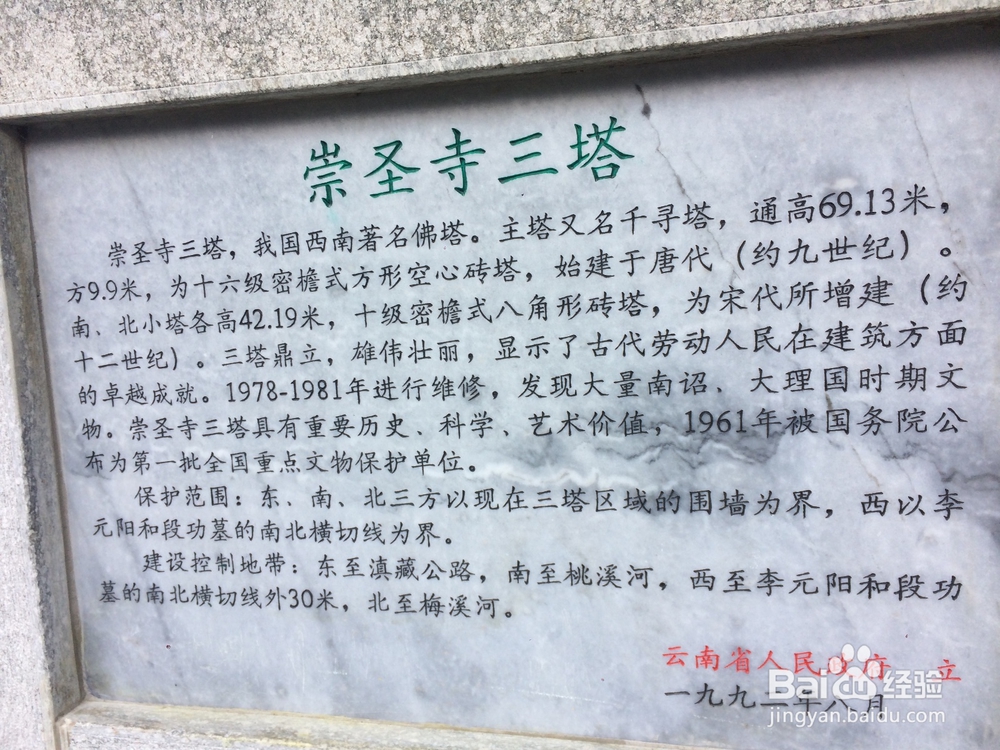 崇圣寺三塔
崇圣寺三塔，我国西南著名佛塔。主塔又名千寻塔，通高69.13米，
方9.9米，为十六级密檐式方形空心砖塔，始建于唐代（约九世纪）。
南、北小塔各高42.19米，十级密檐式八角形砖塔，为宋代所增建（约
十二世纪）。三塔鼎立，雄伟壮丽，显示了古代劳动人民在建筑方面
的卓越成就。1978-1981年进行维修，发现大量南诏、大理国时期文
物。崇圣寺三塔具有重要历史、科学、艺术价值，1961年被国务院公
布为第一批全国重点文物保护单位。
保护范围：东、南、北三方以现在三塔区域的围墙为界，西以李
元阳和段功墓的南北横切线为界。
建设控制地带：东至滇藏公路，南至桃溪河，西至李元阳和段功
墓的南北横切线外30米，北至梅溪河。
云南省人民政府 立
一九九 年八月
Baidu经验
jingyan.baidu.com